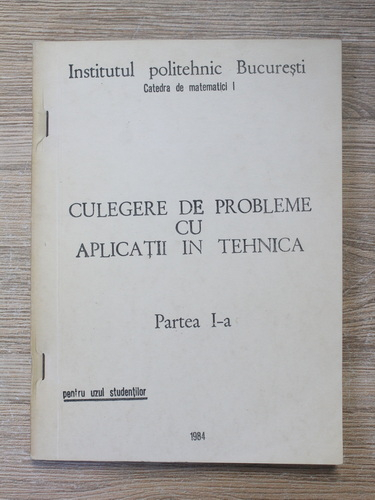 Institutul politehnic București
Catedra de matematici I
CULEGERE DE PROBLEME
CU
APLICAȚII IN TEHNICA
Partea I-a
pentru uzul studenților
1984